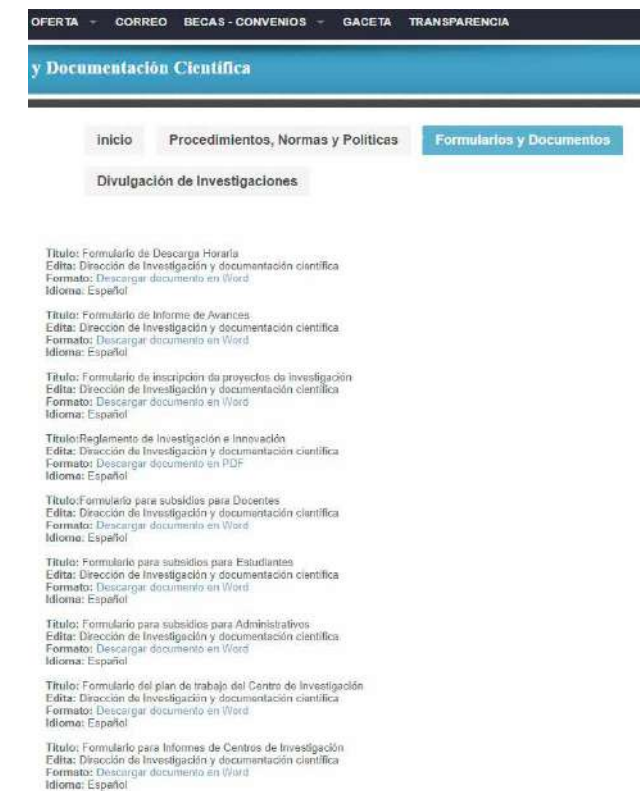 OFERTA CORREO BECAS - CONVENIOS GACETA TRANSPARENCIA
y Documentación Científica
inicio Procedimientos, Normas y Políticas Formularios y Documentos
Divulgación de Investigaciones
Título: Formulario de Descarga Horaria
Edita: Dirección de Investigación y documentación científica
Formato: Descargar documento en Word
Idioma: Español
Título: Formulario de Informe de Avances
Edita: Dirección de Investigación y documentación científica
Formato: Descargar documento en Word
Idioma: Español
Título: Formulario de inscripción de proyectos de investigación
Edita: Dirección de Investigación y documentación científica
Formato: Descargar documento en Word
Idioma: Español
Título:Reglamento de Investigación e Innovación
Edita: Dirección de Investigación y documentación científica
Formato: Descargar documento en PDF
Idioma: Español
Título:Formulario para subsidios para Docentes
Edita: Dirección de Investigación y documentación científica
Formato: Descargar documento en Word
Idioma: Español
Título: Formulario para subsidios para Estudiantes
Edita: Dirección de Investigación y documentación científica
Formato: Descargar documento en Word
Idioma: Español
Título: Formulario para subsidios para Administrativos
Edita: Dirección de Investigación y documentación científica
Formato: Descargar documento en Word
Idioma: Español
Título: Formulario del plan de trabajo del Centro de Investigación
Edita: Dirección de Investigación y documentación científica
Formato: Descargar documento en Word
Idioma: Español
Título: Formulario para Informes de Centros de Investigación
Edita: Dirección de Investigación y documentación científica
Formato: Descargar documento en Word
Idioma: Español